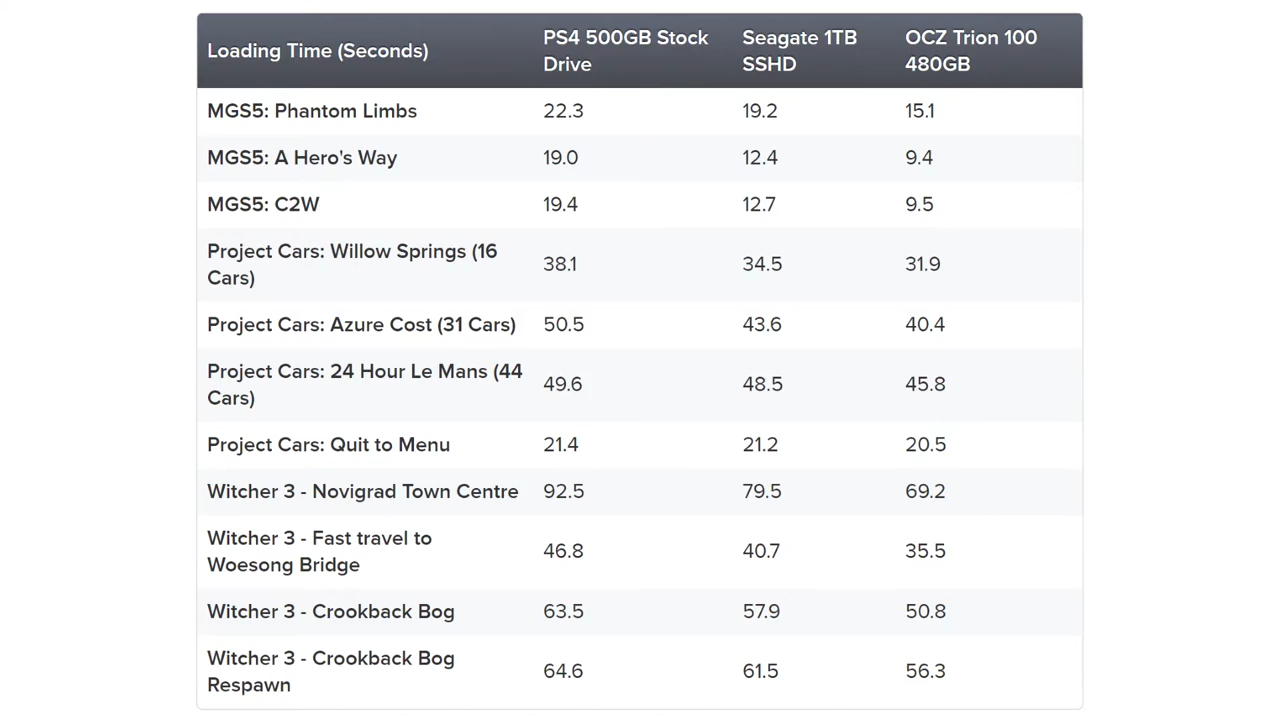 Loading Time (Seconds) PS4 500GB Stock Drive Seagate 1TB SSHD OCZ Trion 100 480GB
MGS5: Phantom Limbs 22.3 19.2 15.1
MGS5: A Hero's Way 19.0 12.4 9.4
MGS5: C2W 19.4 12.7 9.5
Project Cars: Willow Springs (16 Cars) 38.1 34.5 31.9
Project Cars: Azure Cost (31 Cars) 50.5 43.6 40.4
Project Cars: 24 Hour Le Mans (44 Cars) 49.6 48.5 45.8
Project Cars: Quit to Menu 21.4 21.2 20.5
Witcher 3 - Novigrad Town Centre 92.5 79.5 69.2
Witcher 3 - Fast travel to Woesong Bridge 46.8 40.7 35.5
Witcher 3 - Crookback Bog 63.5 57.9 50.8
Witcher 3 - Crookback Bog Respawn 64.6 61.5 56.3